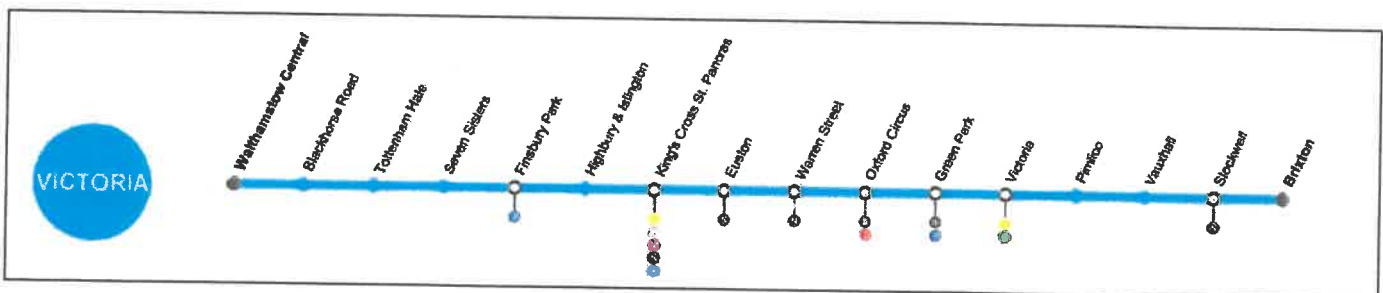 VICTORIA
Walthamstow Central
Blackhorse Road
Tottenham Hale
Seven Sisters
Finsbury Park
Highbury & Islington
King's Cross St. Pancras
Euston
Warren Street
Oxford Circus
Green Park
Victoria
Pimlico
Vauxhall
Stockwell
Brixton